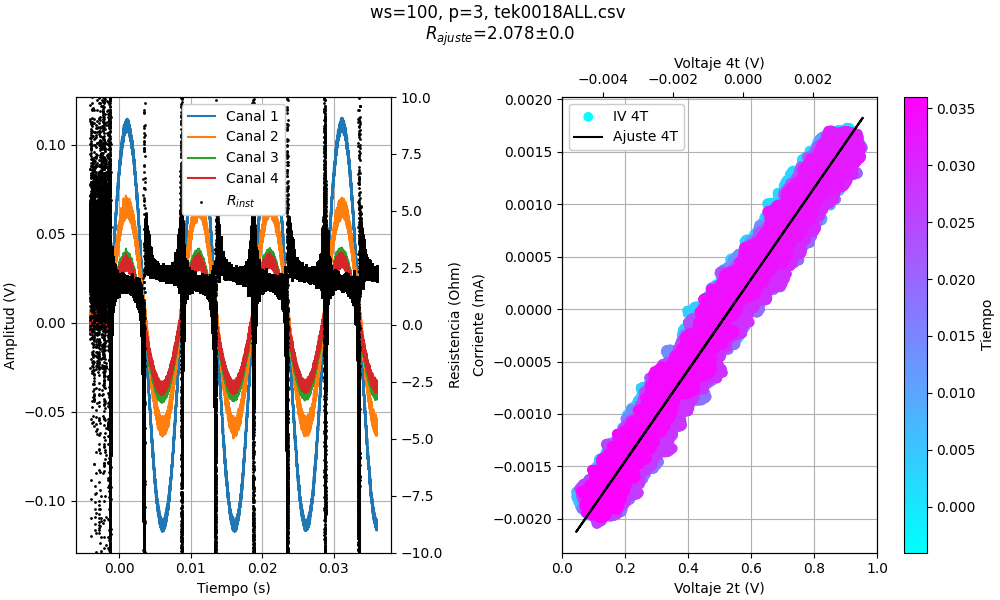 ws=100, p=3, tek0018ALL.csv
R_ajuste=2.078±0.0
Canal 1
Canal 2
Canal 3
Canal 4
R_inst
0.10
0.05
0.00
−0.05
−0.10
Amplitud (V)
0.00
0.01
0.02
0.03
Tiempo (s)
10.0
7.5
5.0
2.5
0.0
−2.5
−5.0
−7.5
−10.0
Resistencia (Ohm)
Voltaje 4t (V)
−0.004
−0.002
0.000
0.002
IV 4T
Ajuste 4T
0.0020
0.0015
0.0010
0.0005
0.0000
−0.0005
−0.0010
−0.0015
−0.0020
Corriente (mA)
0.0
0.2
0.4
0.6
0.8
1.0
Voltaje 2t (V)
0.035
0.030
0.025
0.020
0.015
0.010
0.005
0.000
Tiempo